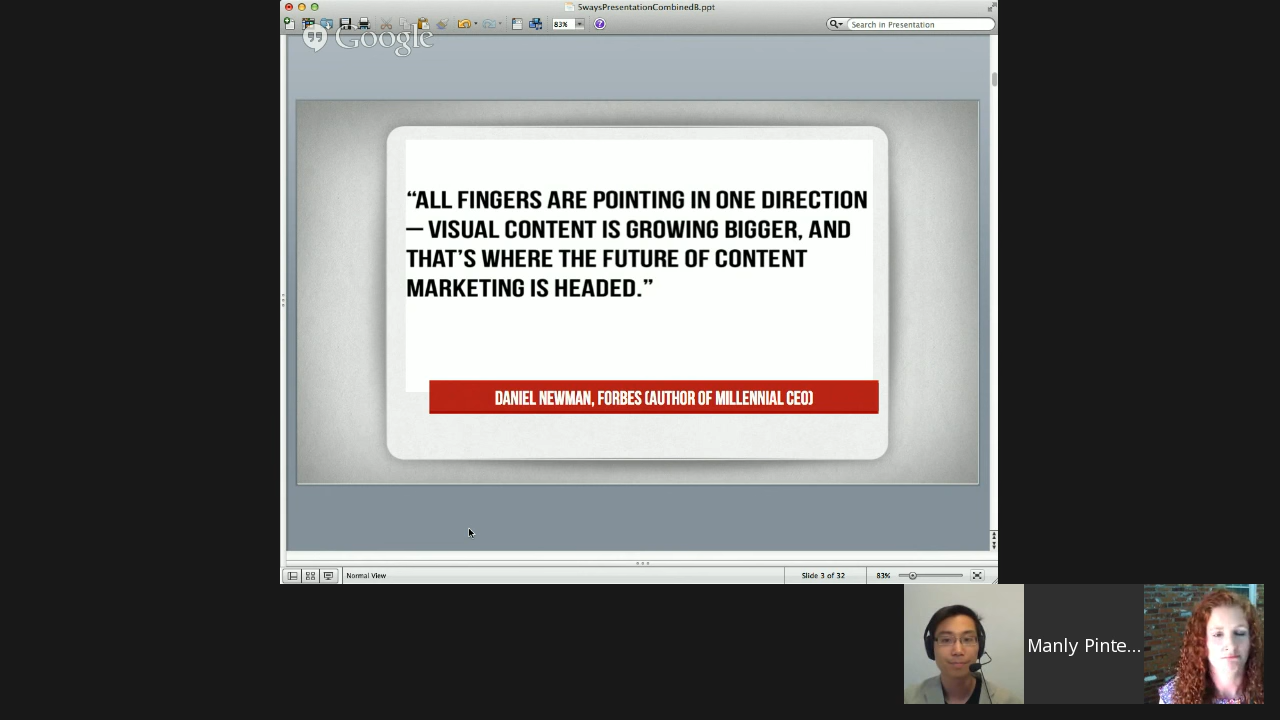 SwaysPresentationCombinedB.ppt
83%
Search in Presentation
Google
“ALL FINGERS ARE POINTING IN ONE DIRECTION
– VISUAL CONTENT IS GROWING BIGGER, AND
THAT’S WHERE THE FUTURE OF CONTENT
MARKETING IS HEADED.”
DANIEL NEWMAN, FORBES (AUTHOR OF MILLENNIAL CEO)
Normal View
Slide 3 of 32
83%
Manly Pinte...